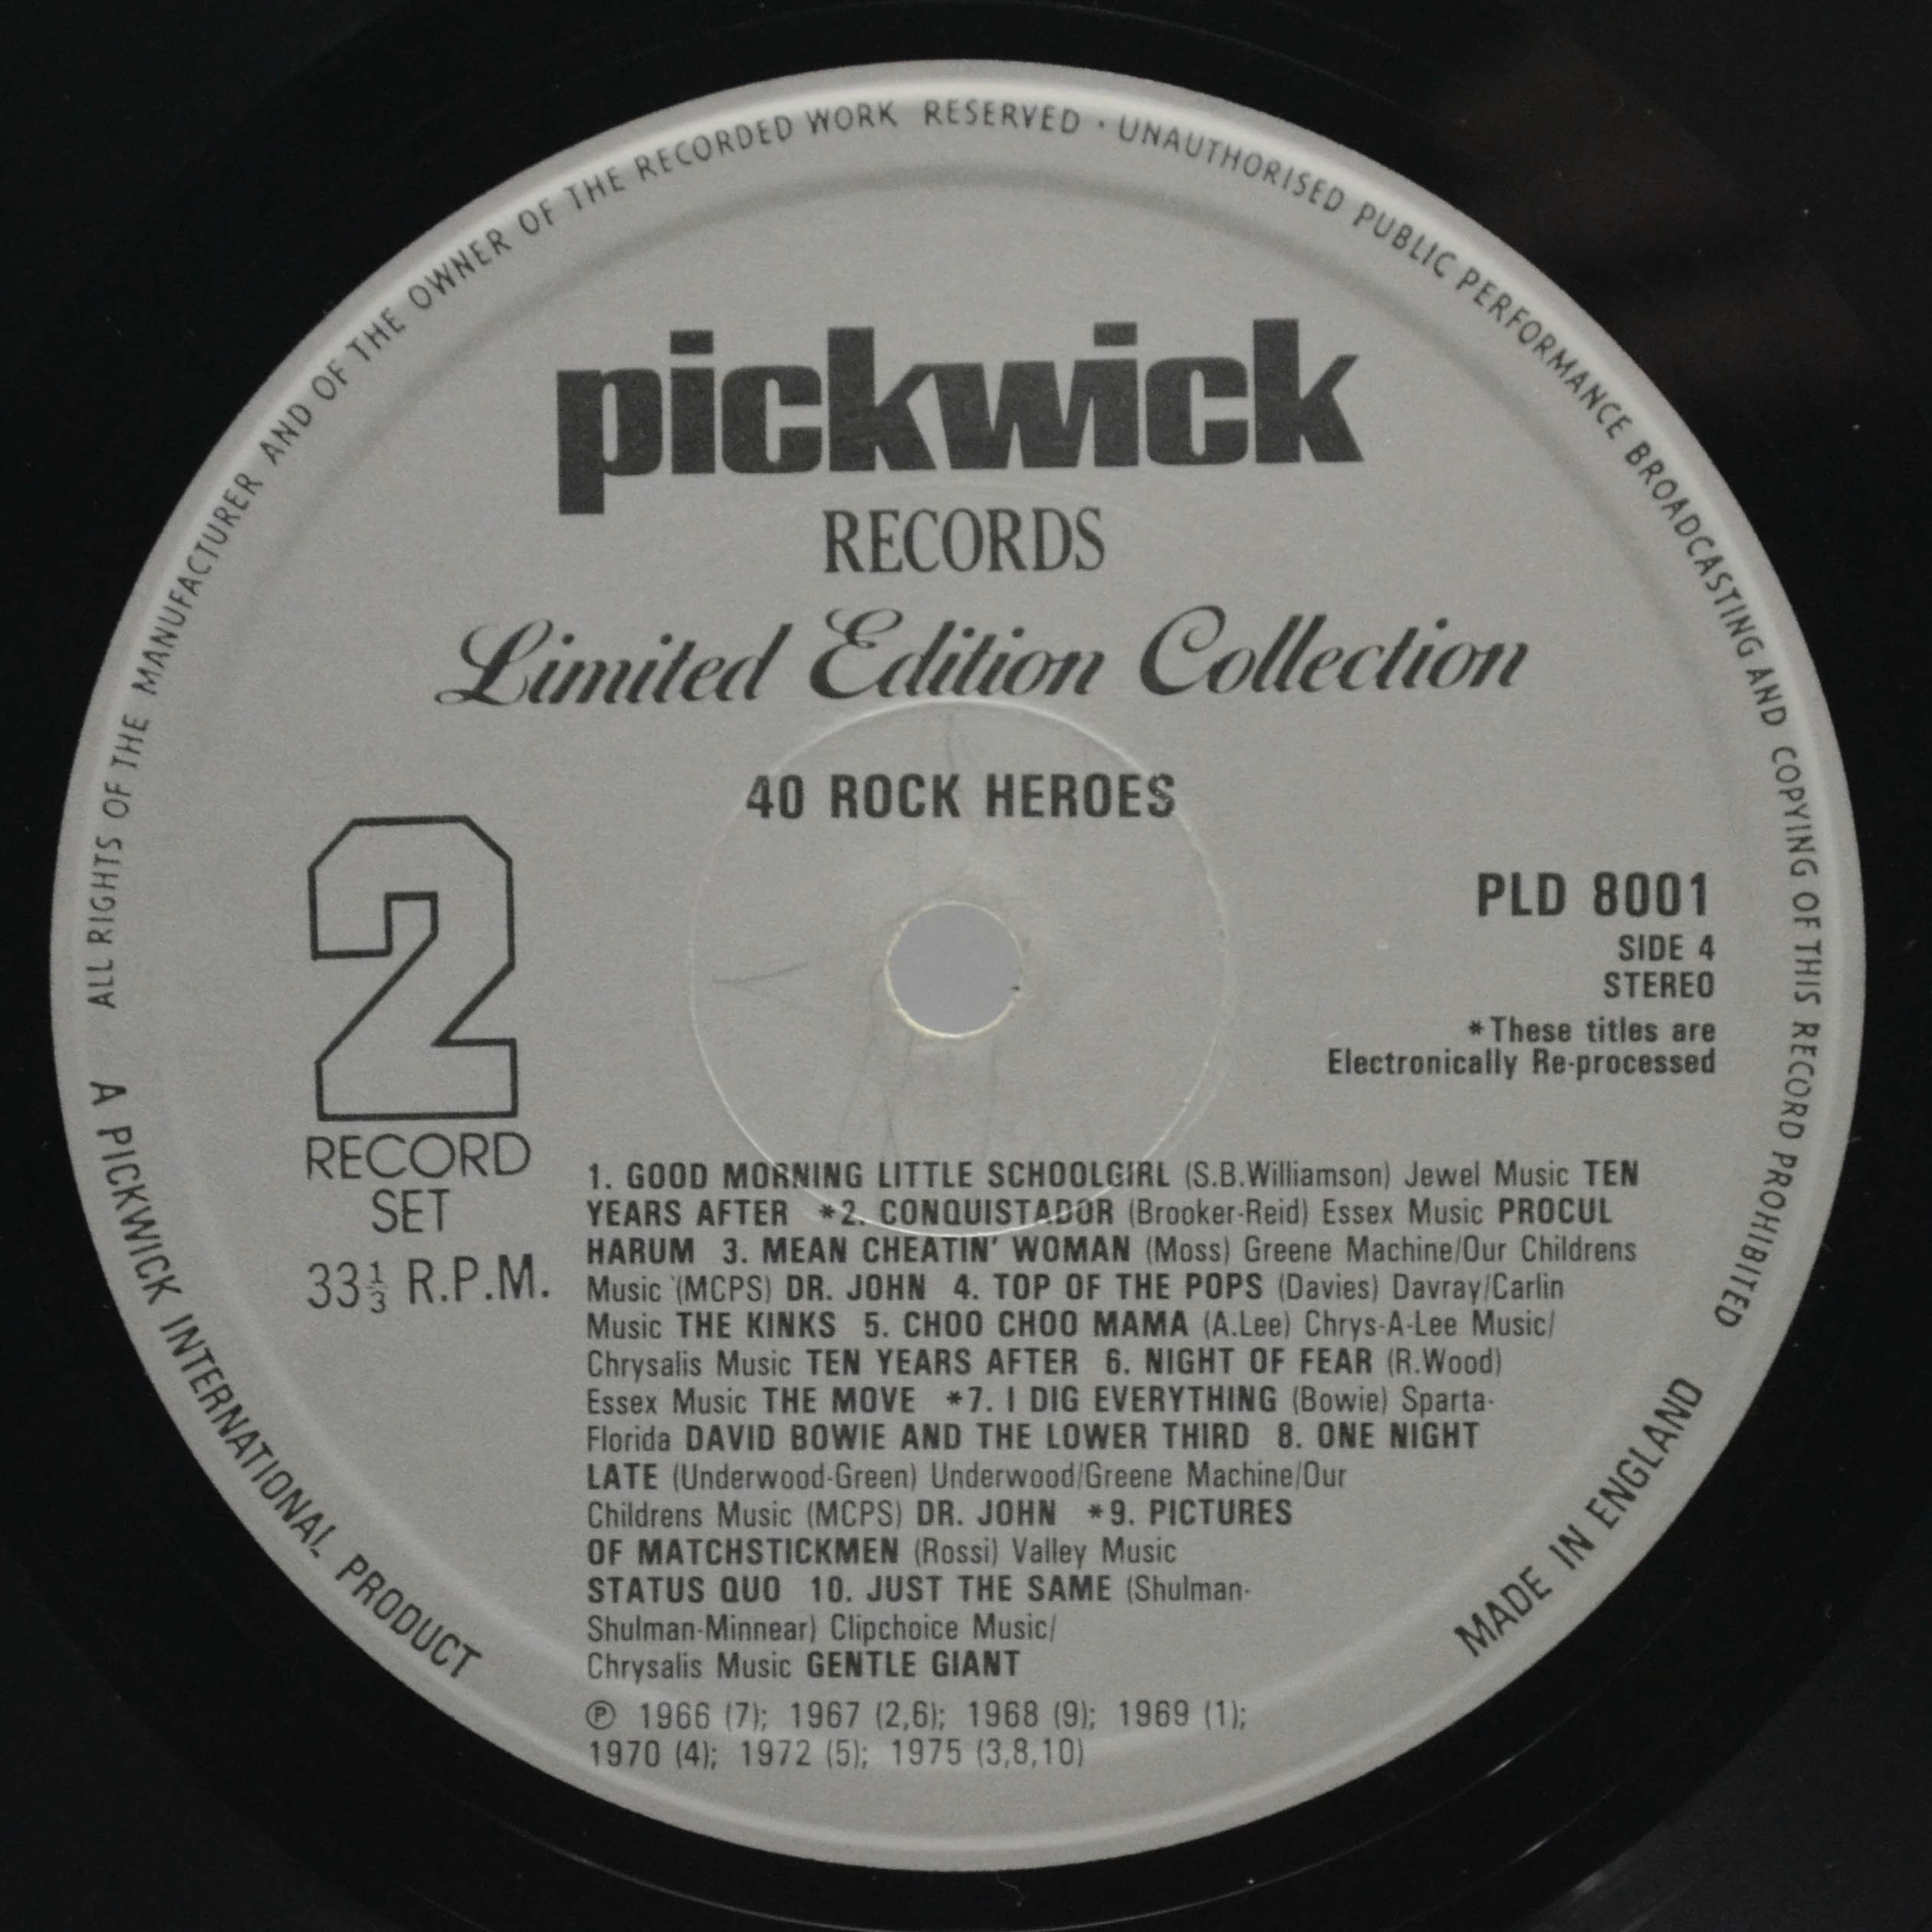 ALL RIGHTS OF THE MANUFACTURER AND OF THE OWNER OF THE RECORDED WORK RESERVED · UNAUTHORISED PUBLIC PERFORMANCE BROADCASTING AND COPYING OF THIS RECORD PROHIBITED
pickwick
RECORDS
Limited Edition Collection
40 ROCK HEROES
2
RECORD
SET
33⅓ R.P.M.
PLD 8001
SIDE 4
STEREO
*These titles are
Electronically Re-processed
1. GOOD MORNING LITTLE SCHOOLGIRL (S.B.Williamson) Jewel Music TEN
YEARS AFTER *2. CONQUISTADOR (Brooker-Reid) Essex Music PROCUL
HARUM 3. MEAN CHEATIN' WOMAN (Moss) Greene Machine/Our Childrens
Music (MCPS) DR. JOHN 4. TOP OF THE POPS (Davies) Davray/Carlin
Music THE KINKS 5. CHOO CHOO MAMA (A.Lee) Chrys-A-Lee Music/
Chrysalis Music TEN YEARS AFTER 6. NIGHT OF FEAR (R.Wood)
Essex Music THE MOVE *7. I DIG EVERYTHING (Bowie) Sparta-
Florida DAVID BOWIE AND THE LOWER THIRD 8. ONE NIGHT
LATE (Underwood-Green) Underwood/Greene Machine/Our
Childrens Music (MCPS) DR. JOHN *9. PICTURES
OF MATCHSTICKMEN (Rossi) Valley Music
STATUS QUO 10. JUST THE SAME (Shulman-
Shulman-Minnear) Clipchoice Music/
Chrysalis Music GENTLE GIANT
℗ 1966 (7); 1967 (2,6); 1968 (9); 1969 (1);
1970 (4); 1972 (5); 1975 (3,8,10)
A PICKWICK INTERNATIONAL PRODUCT
MADE IN ENGLAND